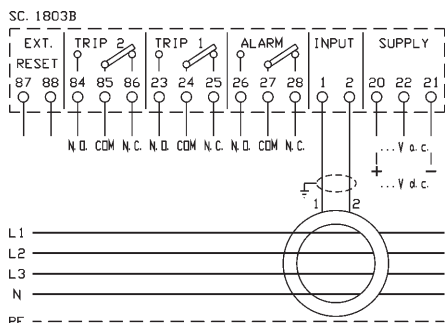 SC. 1803B
EXT. RESET TRIP 2 TRIP 1 ALARM INPUT SUPPLY
87 88 84 85 86 23 24 25 26 27 28 1 2 20 22 21
N.O. COM N.C. N.O. COM N.C. N.O. COM N.C. ...V a.c.
+ −
...V d.c.
1 2
L1
L2
L3
N
PE